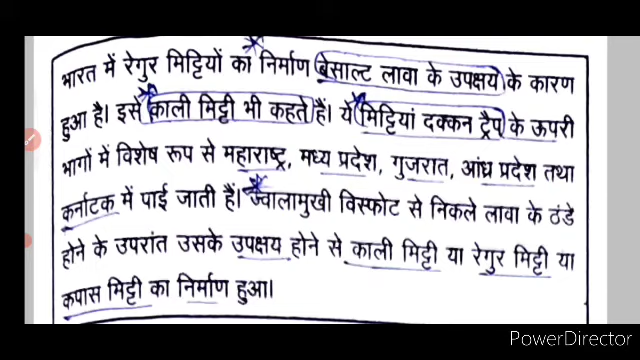 भारत में रेगुर मिट्टियों का निर्माण बेसाल्ट लावा के उपक्षय के कारण
हुआ है। इसे काली मिट्टी भी कहते हैं। ये मिट्टियां दक्कन ट्रैप के ऊपरी
भागों में विशेष रूप से महाराष्ट्र, मध्य प्रदेश, गुजरात, आंध्र प्रदेश तथा
कर्नाटक में पाई जाती हैं। ज्वालामुखी विस्फोट से निकले लावा के ठंडे
होने के उपरांत उसके उपक्षय होने से काली मिट्टी या रेगुर मिट्टी या
कपास मिट्टी का निर्माण हुआ।
PowerDirector